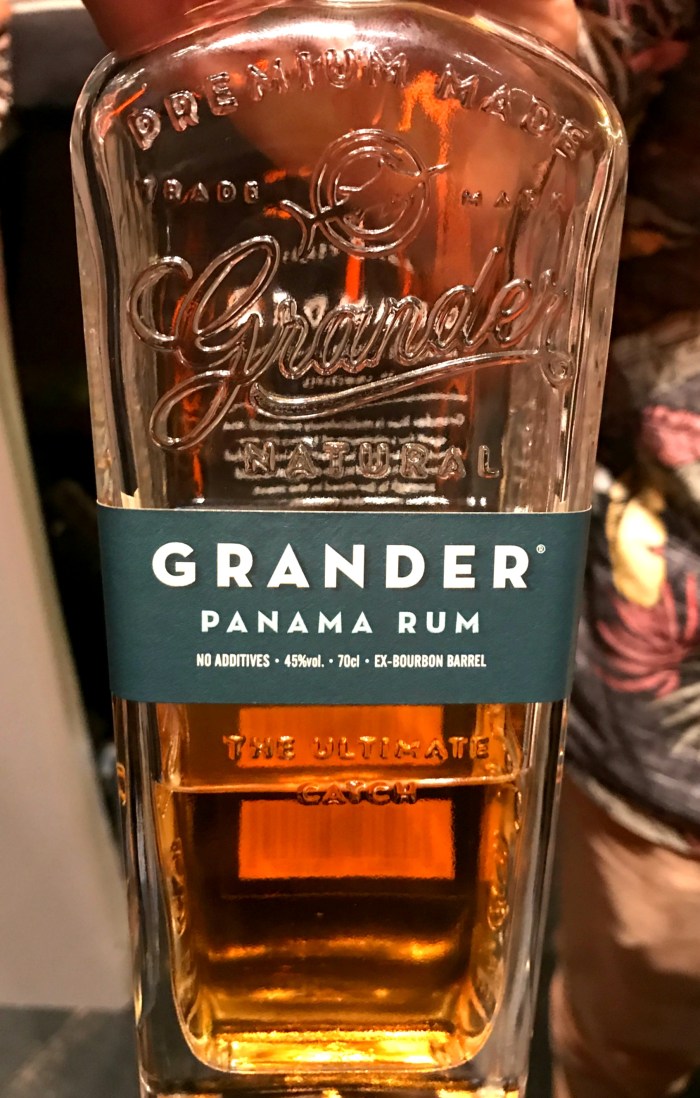 PREMIUM MADE
TRADE MARK
Grander
NATURAL
GRANDER®
PANAMA RUM
NO ADDITIVES • 45%vol. • 70cl • EX-BOURBON BARREL
THE ULTIMATE
CATCH